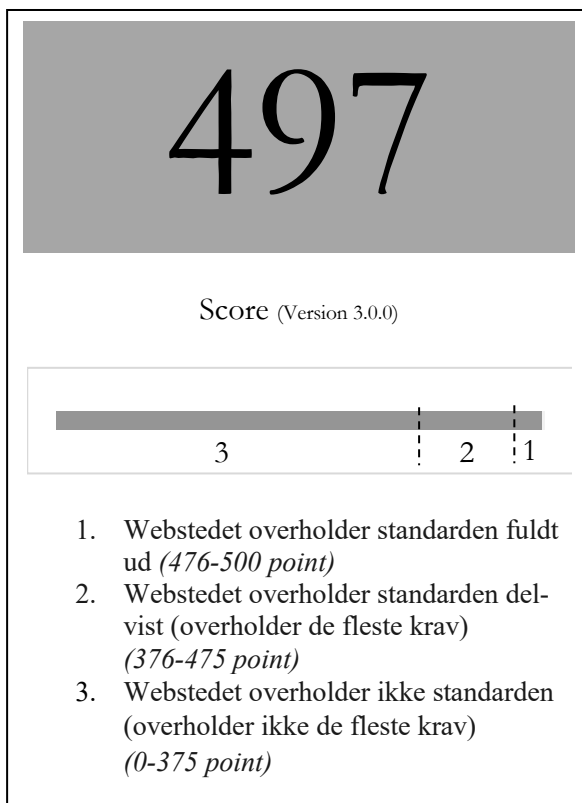 497
Score (Version 3.0.0)
3 2 1
1. Webstedet overholder standarden fuldt
ud (476-500 point)
2. Webstedet overholder standarden del-
vist (overholder de fleste krav)
(376-475 point)
3. Webstedet overholder ikke standarden
(overholder ikke de fleste krav)
(0-375 point)